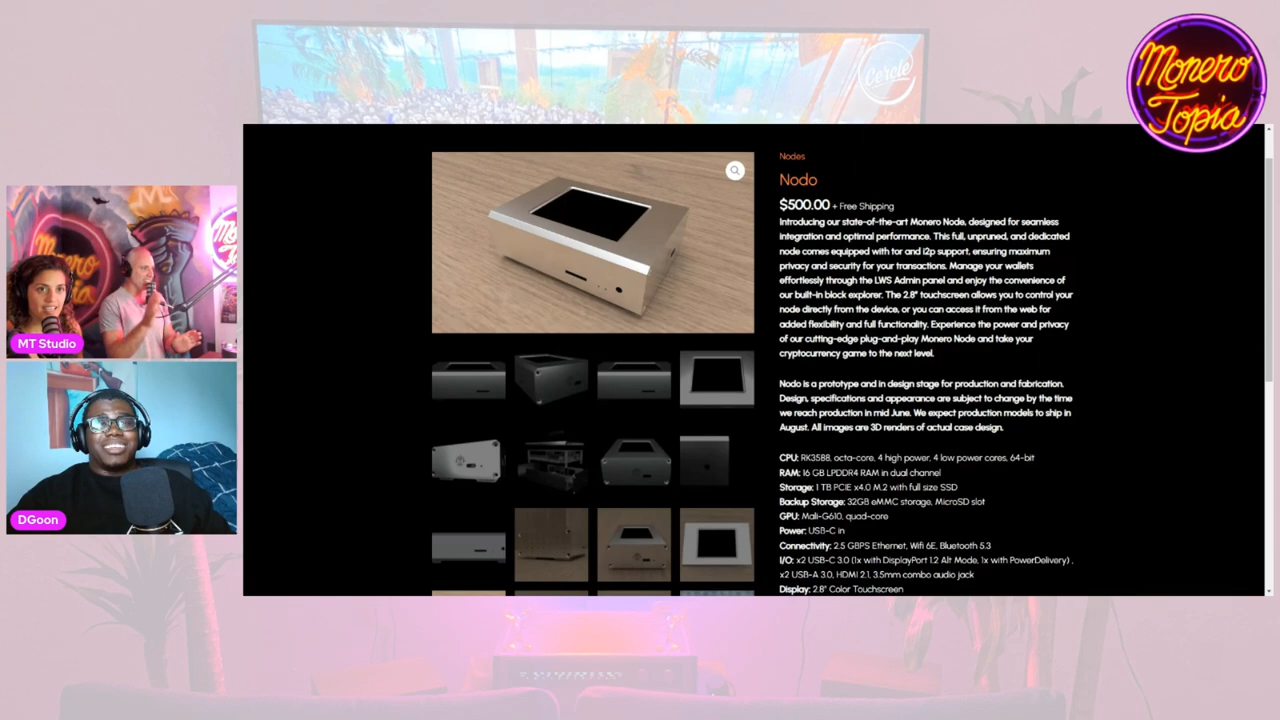 Cercle
Monero
Topia
MT Studio
DGoon
Nodes
Nodo
$500.00 + Free Shipping
Introducing our state-of-the-art Monero Node, designed for seamless
integration and optimal performance. This full, unpruned, and dedicated
node comes equipped with tor and i2p support, ensuring maximum
privacy and security for your transactions. Manage your wallets
effortlessly through the LWS Admin panel and enjoy the convenience of
our built-in block explorer. The 2.8" touchscreen allows you to control your
node directly from the device, or you can access it from the web for
added flexibility and full functionality. Experience the power and privacy
of our cutting-edge plug-and-play Monero Node and take your
cryptocurrency game to the next level.
Nodo is a prototype and in design stage for production and fabrication.
Design, specifications and appearance are subject to change by the time
we reach production in mid June. We expect production models to ship in
August. All images are 3D renders of actual case design.
CPU: RK3588, octa-core, 4 high power, 4 low power cores, 64-bit
RAM: 16 GB LPDDR4 RAM in dual channel
Storage: 1 TB PCIE x4.0 M.2 with full size SSD
Backup Storage: 32GB eMMC storage, MicroSD slot
GPU: Mali-G610, quad-core
Power: USB-C in
Connectivity: 2.5 GBPS Ethernet, Wifi 6E, Bluetooth 5.3
I/O: x2 USB-C 3.0 (1x with DisplayPort 1.2 Alt Mode, 1x with PowerDelivery) ,
x2 USB-A 3.0, HDMI 2.1, 3.5mm combo audio jack
Display: 2.8" Color Touchscreen